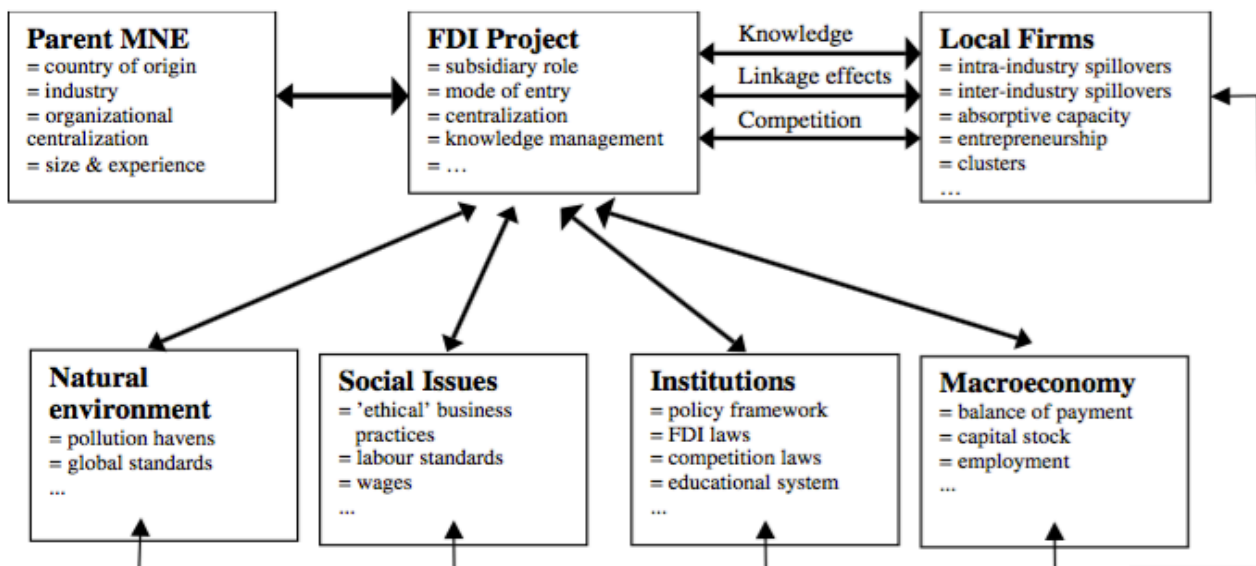 Parent MNE
= country of origin
= industry
= organizational
centralization
= size & experience
FDI Project
= subsidiary role
= mode of entry
= centralization
= knowledge management
= …
Knowledge
Linkage effects
Competition
Local Firms
= intra-industry spillovers
= inter-industry spillovers
= absorptive capacity
= entrepreneurship
= clusters
…
Natural
environment
= pollution havens
= global standards
...
Social Issues
= 'ethical' business
practices
= labour standards
= wages
...
Institutions
= policy framework
= FDI laws
= competition laws
= educational system
...
Macroeconomy
= balance of payment
= capital stock
= employment
...